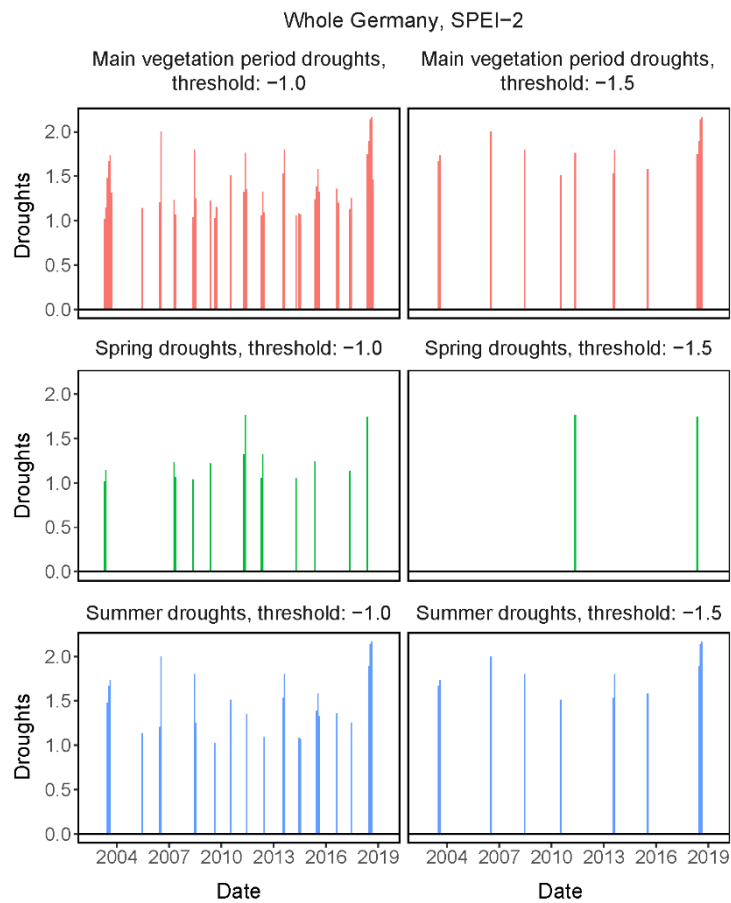 Whole Germany, SPEI−2
Main vegetation period droughts,
threshold: −1.0
Main vegetation period droughts,
threshold: −1.5
Droughts
2.0
1.5
1.0
0.5
0.0
Spring droughts, threshold: −1.0
Spring droughts, threshold: −1.5
Droughts
2.0
1.5
1.0
0.5
0.0
Summer droughts, threshold: −1.0
Summer droughts, threshold: −1.5
Droughts
2.0
1.5
1.0
0.5
0.0
2004 2007 2010 2013 2016 2019
2004 2007 2010 2013 2016 2019
Date
Date